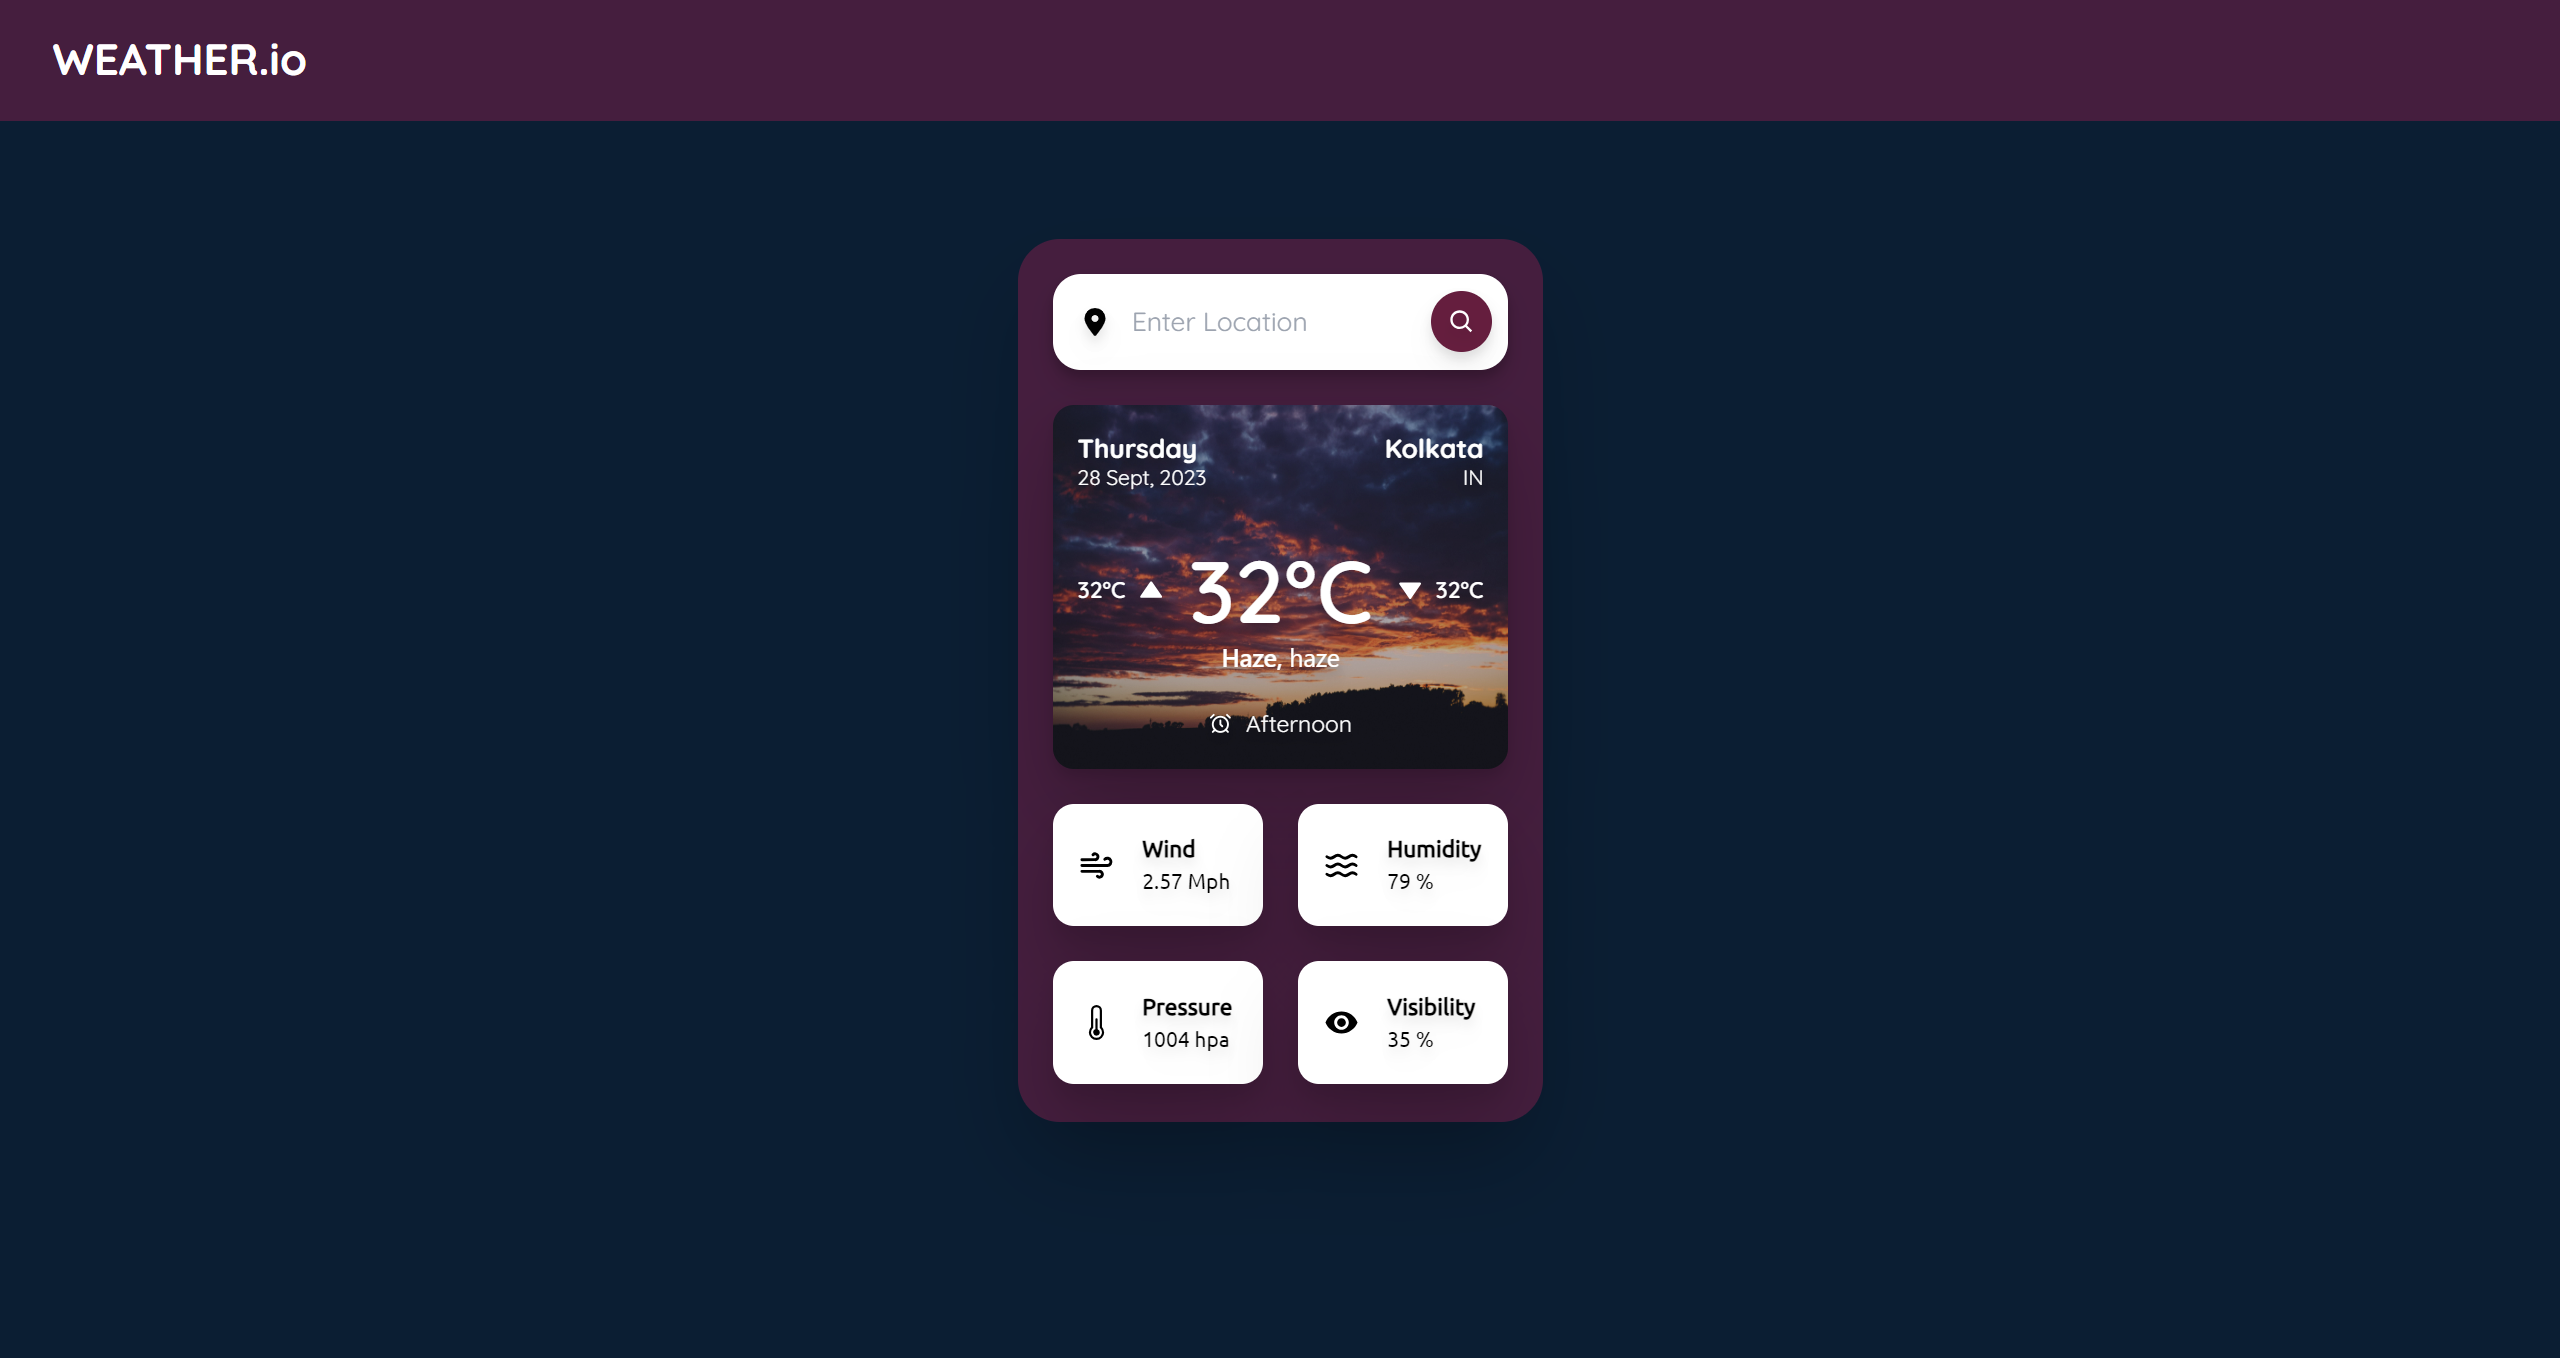 WEATHER.io
Enter Location
Thursday
Kolkata
28 Sept, 2023
IN
32°C
32°C
32°C
Haze, haze
Afternoon
Wind
2.57 Mph
Humidity
79 %
Pressure
1004 hpa
Visibility
35 %